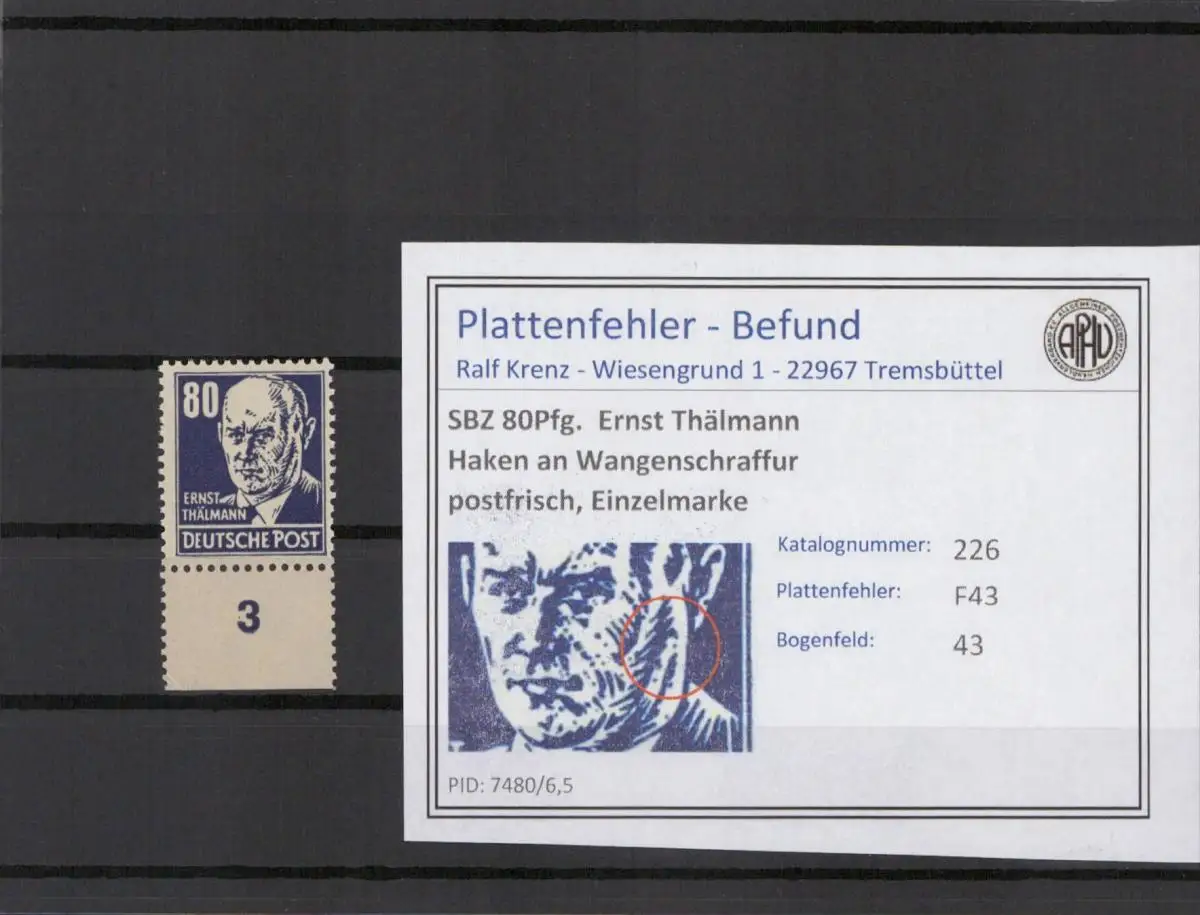 80
ERNST
THÄLMANN
DEUTSCHE POST
3
Plattenfehler - Befund
Ralf Krenz - Wiesengrund 1 - 22967 Tremsbüttel
APHV
SBZ 80Pfg. Ernst Thälmann
Haken an Wangenschraffur
postfrisch, Einzelmarke
Katalognummer: 226
Plattenfehler: F43
Bogenfeld: 43
PID: 7480/6,5